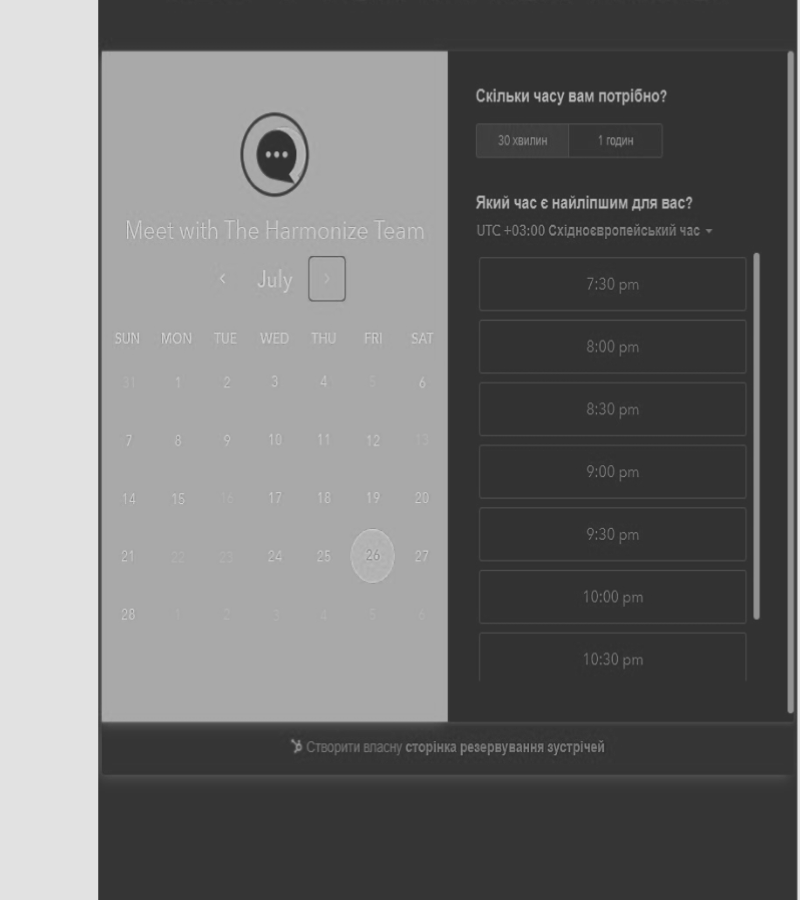 Meet with The Harmonize Team
July
SUN MON TUE WED THU FRI SAT
31 1 2 3 4 5 6
7 8 9 10 11 12 13
14 15 16 17 18 19 20
21 22 23 24 25 26 27
28 1 2 3 4 5 6
Скільки часу вам потрібно?
30 хвилин 1 годин
Який час є найліпшим для вас?
UTC +03:00 Східноєвропейський час
7:30 pm
8:00 pm
8:30 pm
9:00 pm
9:30 pm
10:00 pm
10:30 pm
Створити власну сторінка резервування зустрічей